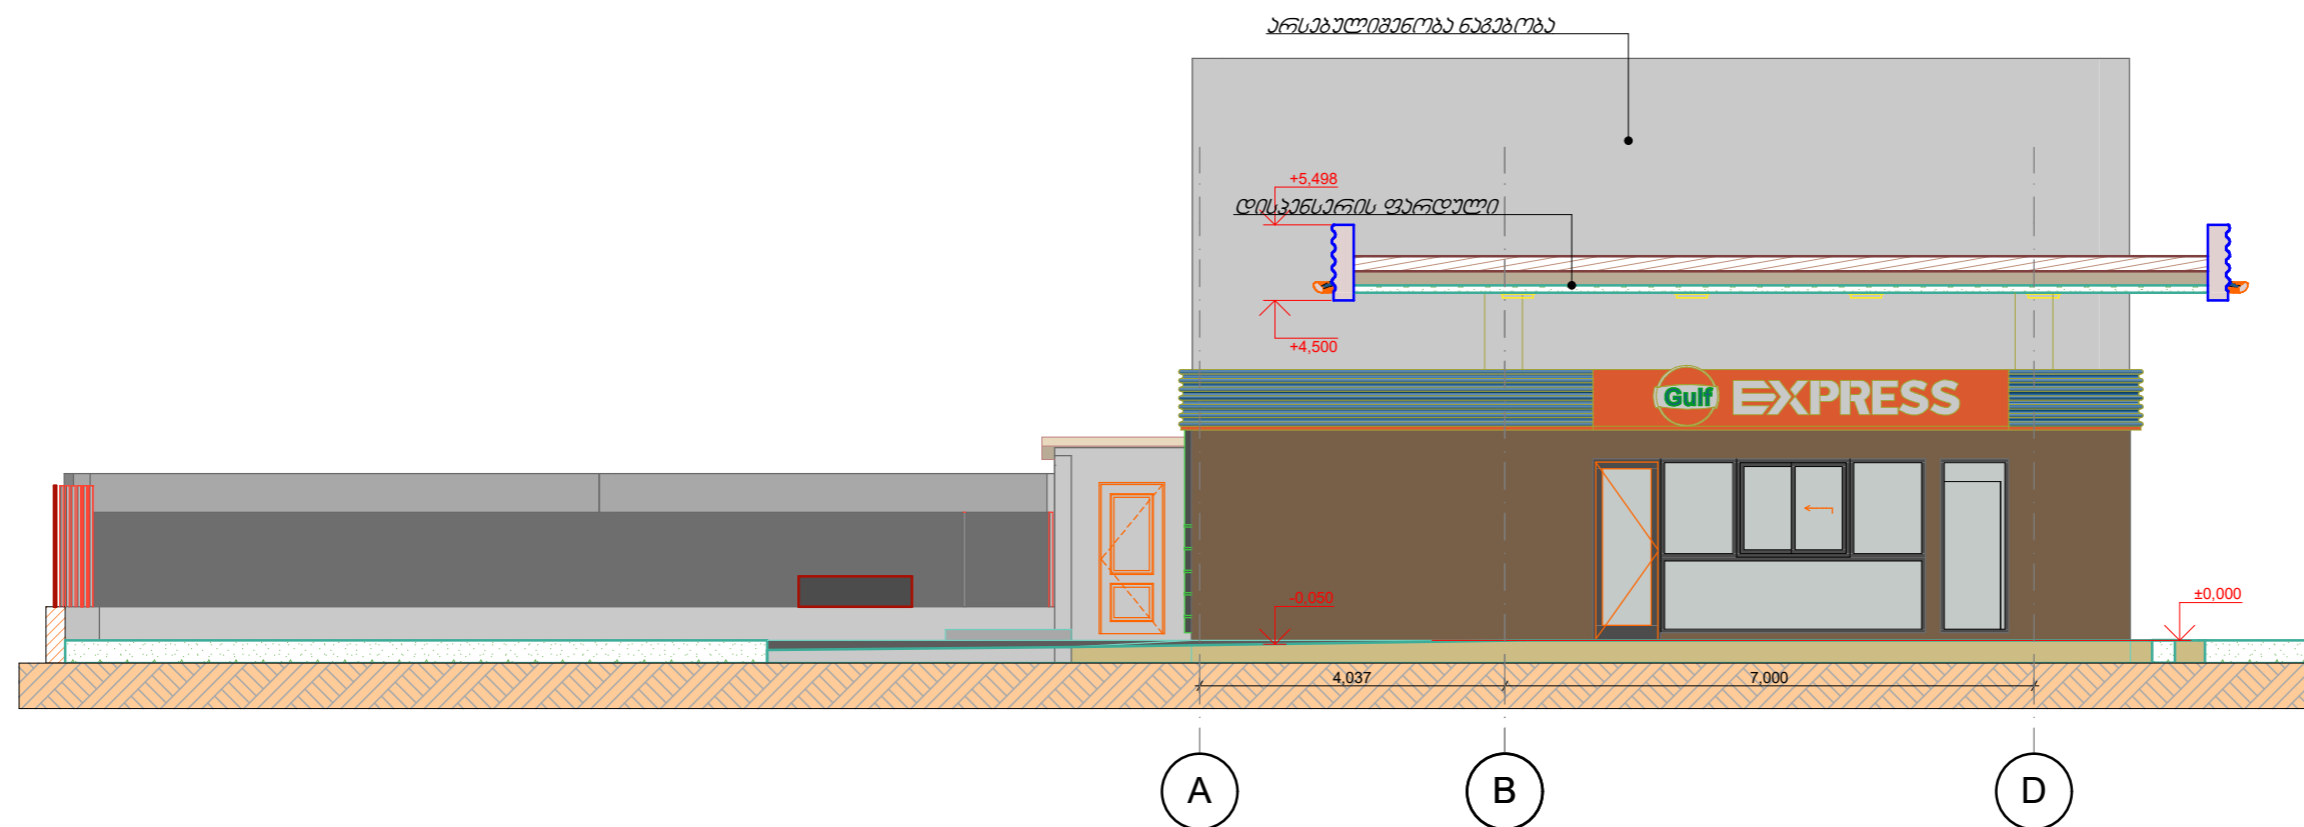 არსებულიშენობა ნაგებობა
+5,498
დისპენსერის ფარდული
+4,500
Gulf EXPRESS
-0,050
±0,000
4,037
7,000
A
B
D